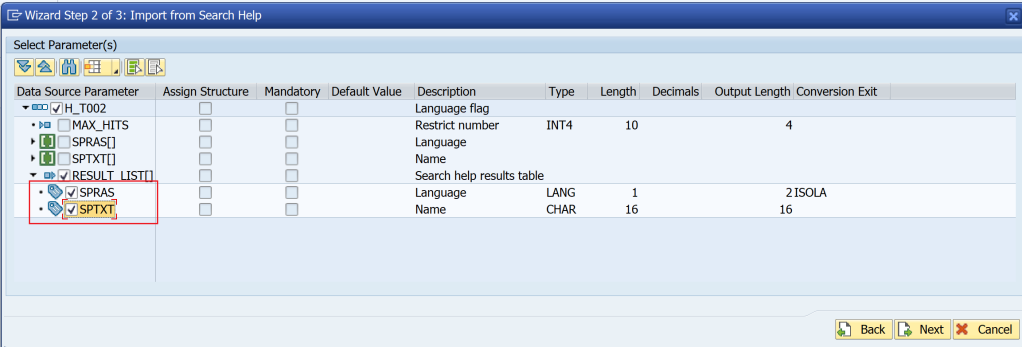 Wizard Step 2 of 3: Import from Search Help
Select Parameter(s)
Data Source Parameter Assign Structure Mandatory Default Value Description Type Length Decimals Output Length Conversion Exit
H_T002 Language flag
MAX_HITS Restrict number INT4 10 4
SPRAS[] Language
SPTXT[] Name
RESULT_LIST[] Search help results table
SPRAS Language LANG 1 2 ISOLA
SPTXT Name CHAR 16 16
Back Next Cancel